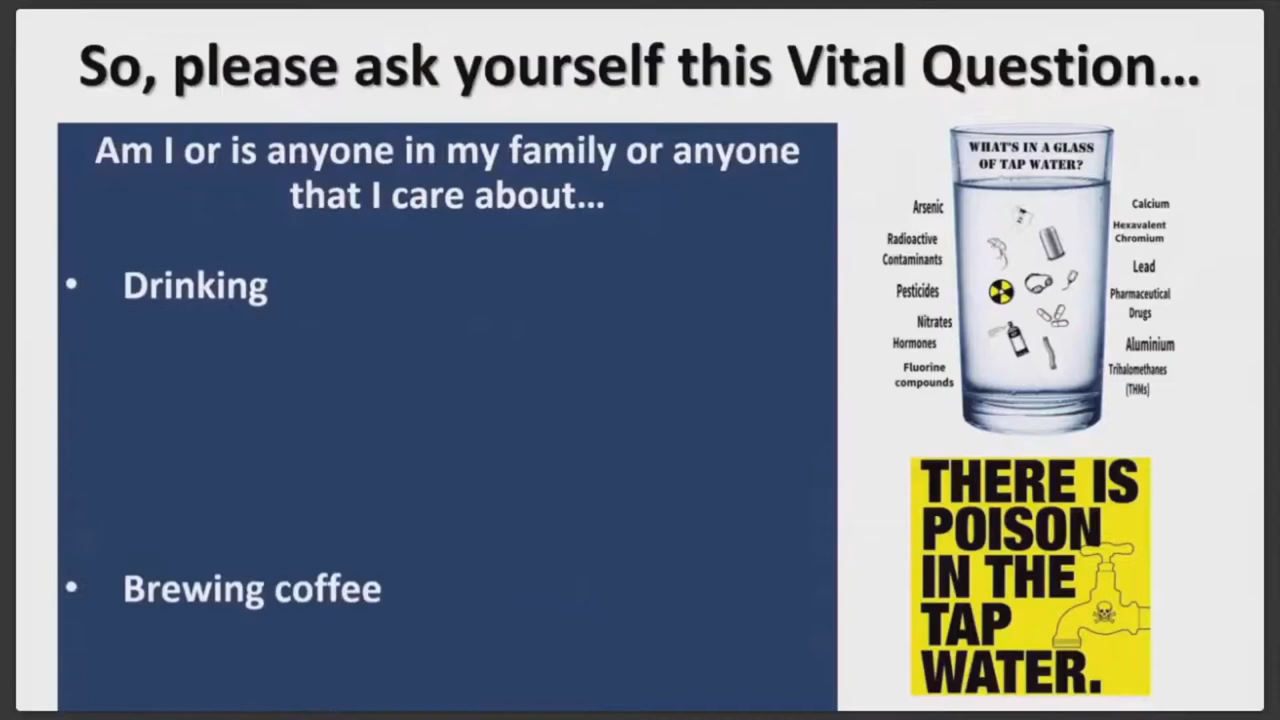 So, please ask yourself this Vital Question...
Am I or is anyone in my family or anyone
that I care about...
• Drinking
• Brewing coffee
WHAT'S IN A GLASS
OF TAP WATER?
Arsenic
Radioactive
Contaminants
Pesticides
Nitrates
Hormones
Fluorine
compounds
Calcium
Hexavalent
Chromium
Lead
Pharmaceutical
Drugs
Aluminium
Trihalomethanes
(THMs)
THERE IS
POISON
IN THE
TAP
WATER.